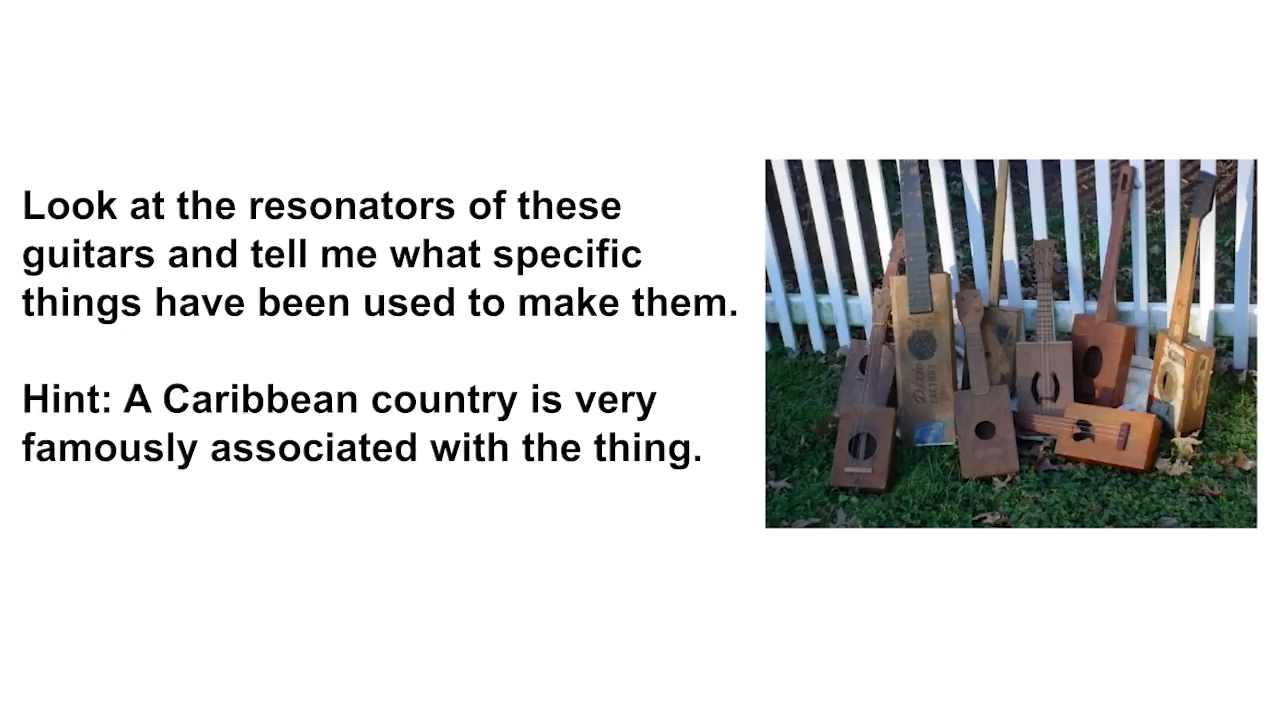 Look at the resonators of these
guitars and tell me what specific
things have been used to make them.
Hint: A Caribbean country is very
famously associated with the thing.